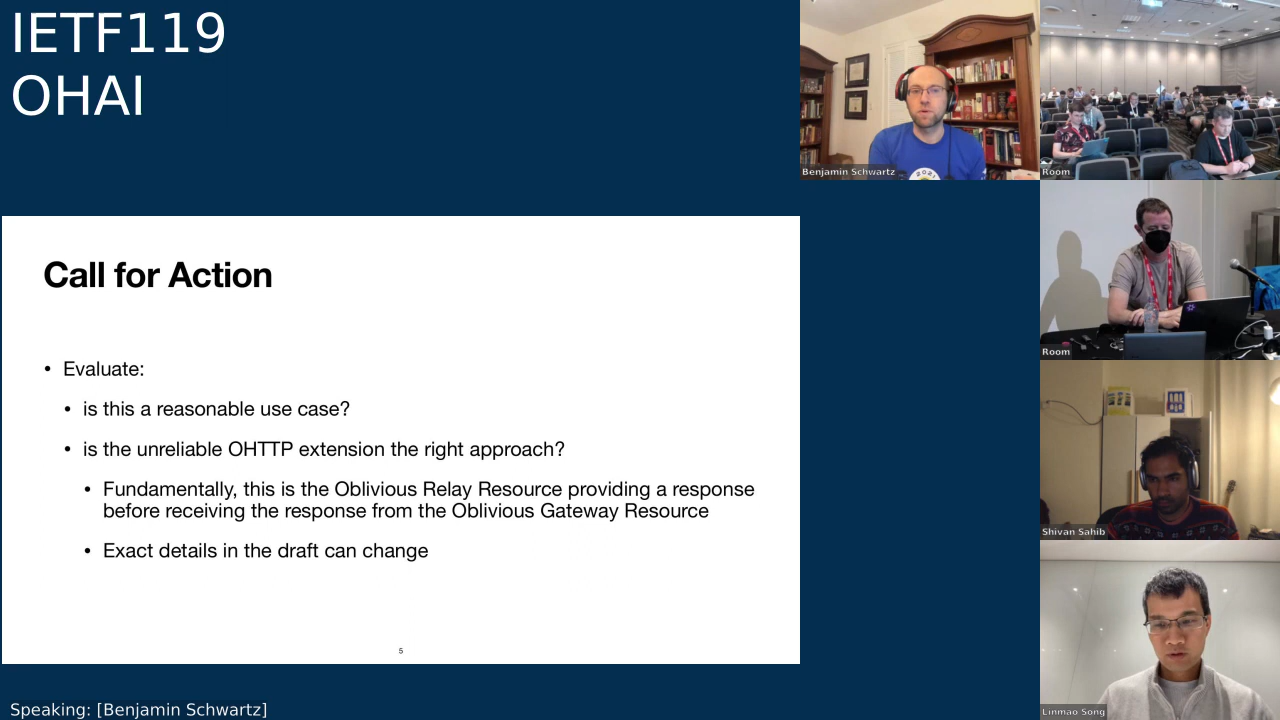 IETF119
OHAI
Benjamin Schwartz
Room
Call for Action
• Evaluate:
• is this a reasonable use case?
• is the unreliable OHTTP extension the right approach?
• Fundamentally, this is the Oblivious Relay Resource providing a response
before receiving the response from the Oblivious Gateway Resource
• Exact details in the draft can change
5
Room
Shivan Sahib
Linmao Song
Speaking: [Benjamin Schwartz]
2021